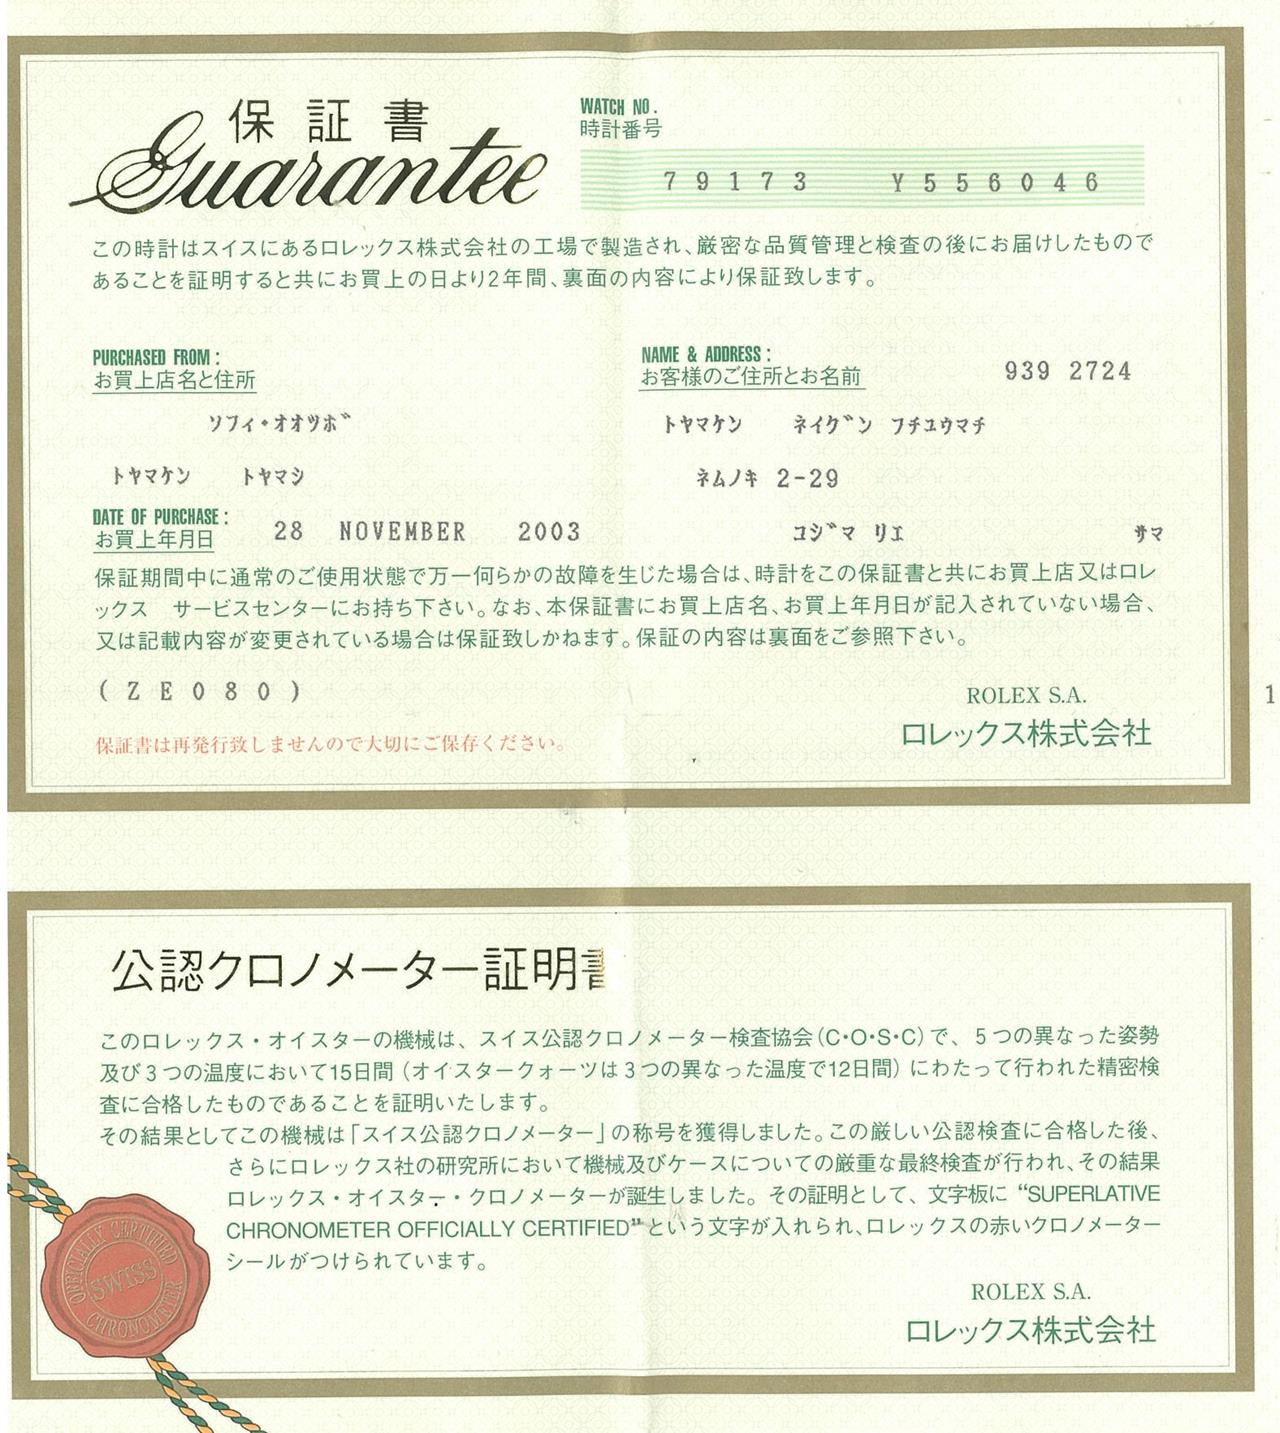 保証書
Guarantee
WATCH NO.
時計番号
79173 Y556046
この時計はスイスにあるロレックス株式会社の工場で製造され、厳密な品質管理と検査の後にお届けしたもので
あることを証明すると共にお買上の日より2年間、裏面の内容により保証致します。
PURCHASED FROM :
お買上店名と住所
ソフィ・オオツボ
トヤマケン トヤマシ
NAME & ADDRESS :
お客様のご住所とお名前
939 2724
トヤマケン ネイグン フチユウマチ
ネムノキ 2-29
コジマ リエ サマ
DATE OF PURCHASE :
お買上年月日
28 NOVEMBER 2003
保証期間中に通常のご使用状態で万一何らかの故障を生じた場合は、時計をこの保証書と共にお買上店又はロレ
ックス サービスセンターにお持ち下さい。なお、本保証書にお買上店名、お買上年月日が記入されていない場合、
又は記載内容が変更されている場合は保証致しかねます。保証の内容は裏面をご参照下さい。
(ZE080)
保証書は再発行致しませんので大切にご保存ください。
ROLEX S.A.
ロレックス株式会社
1
公認クロノメーター証明書
このロレックス・オイスターの機械は、スイス公認クロノメーター検査協会(C・O・S・C)で、5つの異なった姿勢
及び3つの温度において15日間(オイスタークォーツは3つの異なった温度で12日間)にわたって行われた精密検
査に合格したものであることを証明いたします。
その結果としてこの機械は「スイス公認クロノメーター」の称号を獲得しました。この厳しい公認検査に合格した後、
さらにロレックス社の研究所において機械及びケースについての厳重な最終検査が行われ、その結果
ロレックス・オイスター・クロノメーターが誕生しました。その証明として、文字板に “SUPERLATIVE
CHRONOMETER OFFICIALLY CERTIFIED” という文字が入れられ、ロレックスの赤いクロノメーター
シールがつけられています。
OFFICIALLY CERTIFIED
SWISS
CHRONOMETER
ROLEX S.A.
ロレックス株式会社